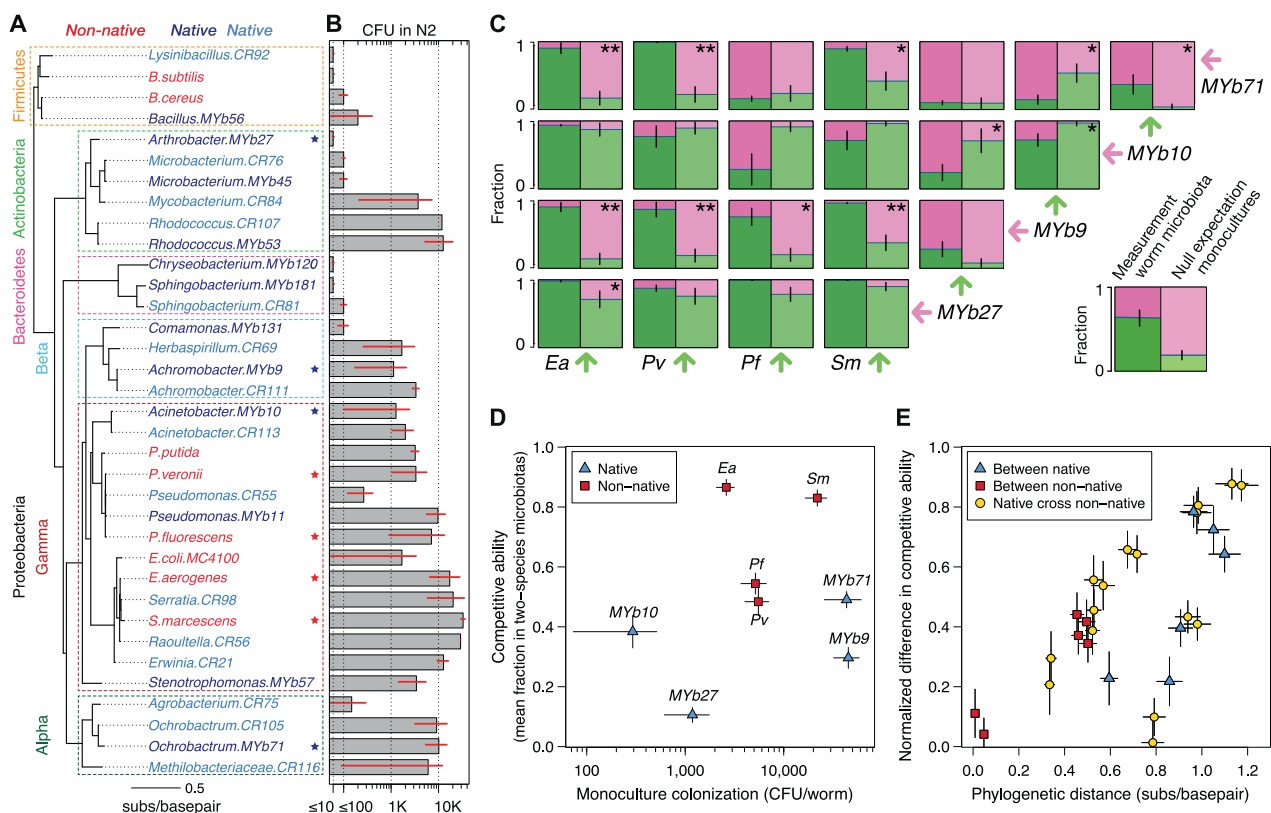 A
Non-native Native Native
Firmicutes
Lysinibacillus.CR92
B.subtilis
B.cereus
Bacillus.MYb56
Actinobacteria
Arthrobacter.MYb27
Microbacterium.CR76
Microbacterium.MYb45
Mycobacterium.CR84
Rhodococcus.CR107
Rhodococcus.MYb53
Bacteroidetes
Chryseobacterium.MYb120
Sphingobacterium.MYb181
Sphingobacterium.CR81
Proteobacteria
Beta
Comamonas.MYb131
Herbaspirillum.CR69
Achromobacter.MYb9
Achromobacter.CR111
Gamma
Acinetobacter.MYb10
Acinetobacter.CR113
P.putida
P.veronii
Pseudomonas.CR55
Pseudomonas.MYb11
P.fluorescens
E.coli.MC4100
E.aerogenes
Serratia.CR98
S.marcescens
Raoultella.CR56
Erwinia.CR21
Stenotrophomonas.MYb57
Alpha
Agrobacterium.CR75
Ochrobactrum.CR105
Ochrobactrum.MYb71
Methilobacteriaceae.CR116
0.5
subs/basepair
B
CFU in N2
≤10 ≤100 1K 10K
C
Fraction
1 ** ** * * *
0
MYb71
1 * *
0
MYb10
1 ** ** * **
0
MYb9
1 *
0
MYb27
Ea Pv Pf Sm
Measurement
worm microbiota
Null expectation
monocultures
Fraction
1
0
D
Competitive ability
(mean fraction in two-species microbiotas)
1.0
0.8
0.6
0.4
0.2
0.0
Native
Non−native
Ea
Sm
Pf
Pv
MYb71
MYb10
MYb9
MYb27
100 1,000 10,000
Monoculture colonization (CFU/worm)
E
Normalized difference in competitive ability
1.0
0.8
0.6
0.4
0.2
0.0
Between native
Between non−native
Native cross non−native
0.0 0.2 0.4 0.6 0.8 1.0 1.2
Phylogenetic distance (subs/basepair)